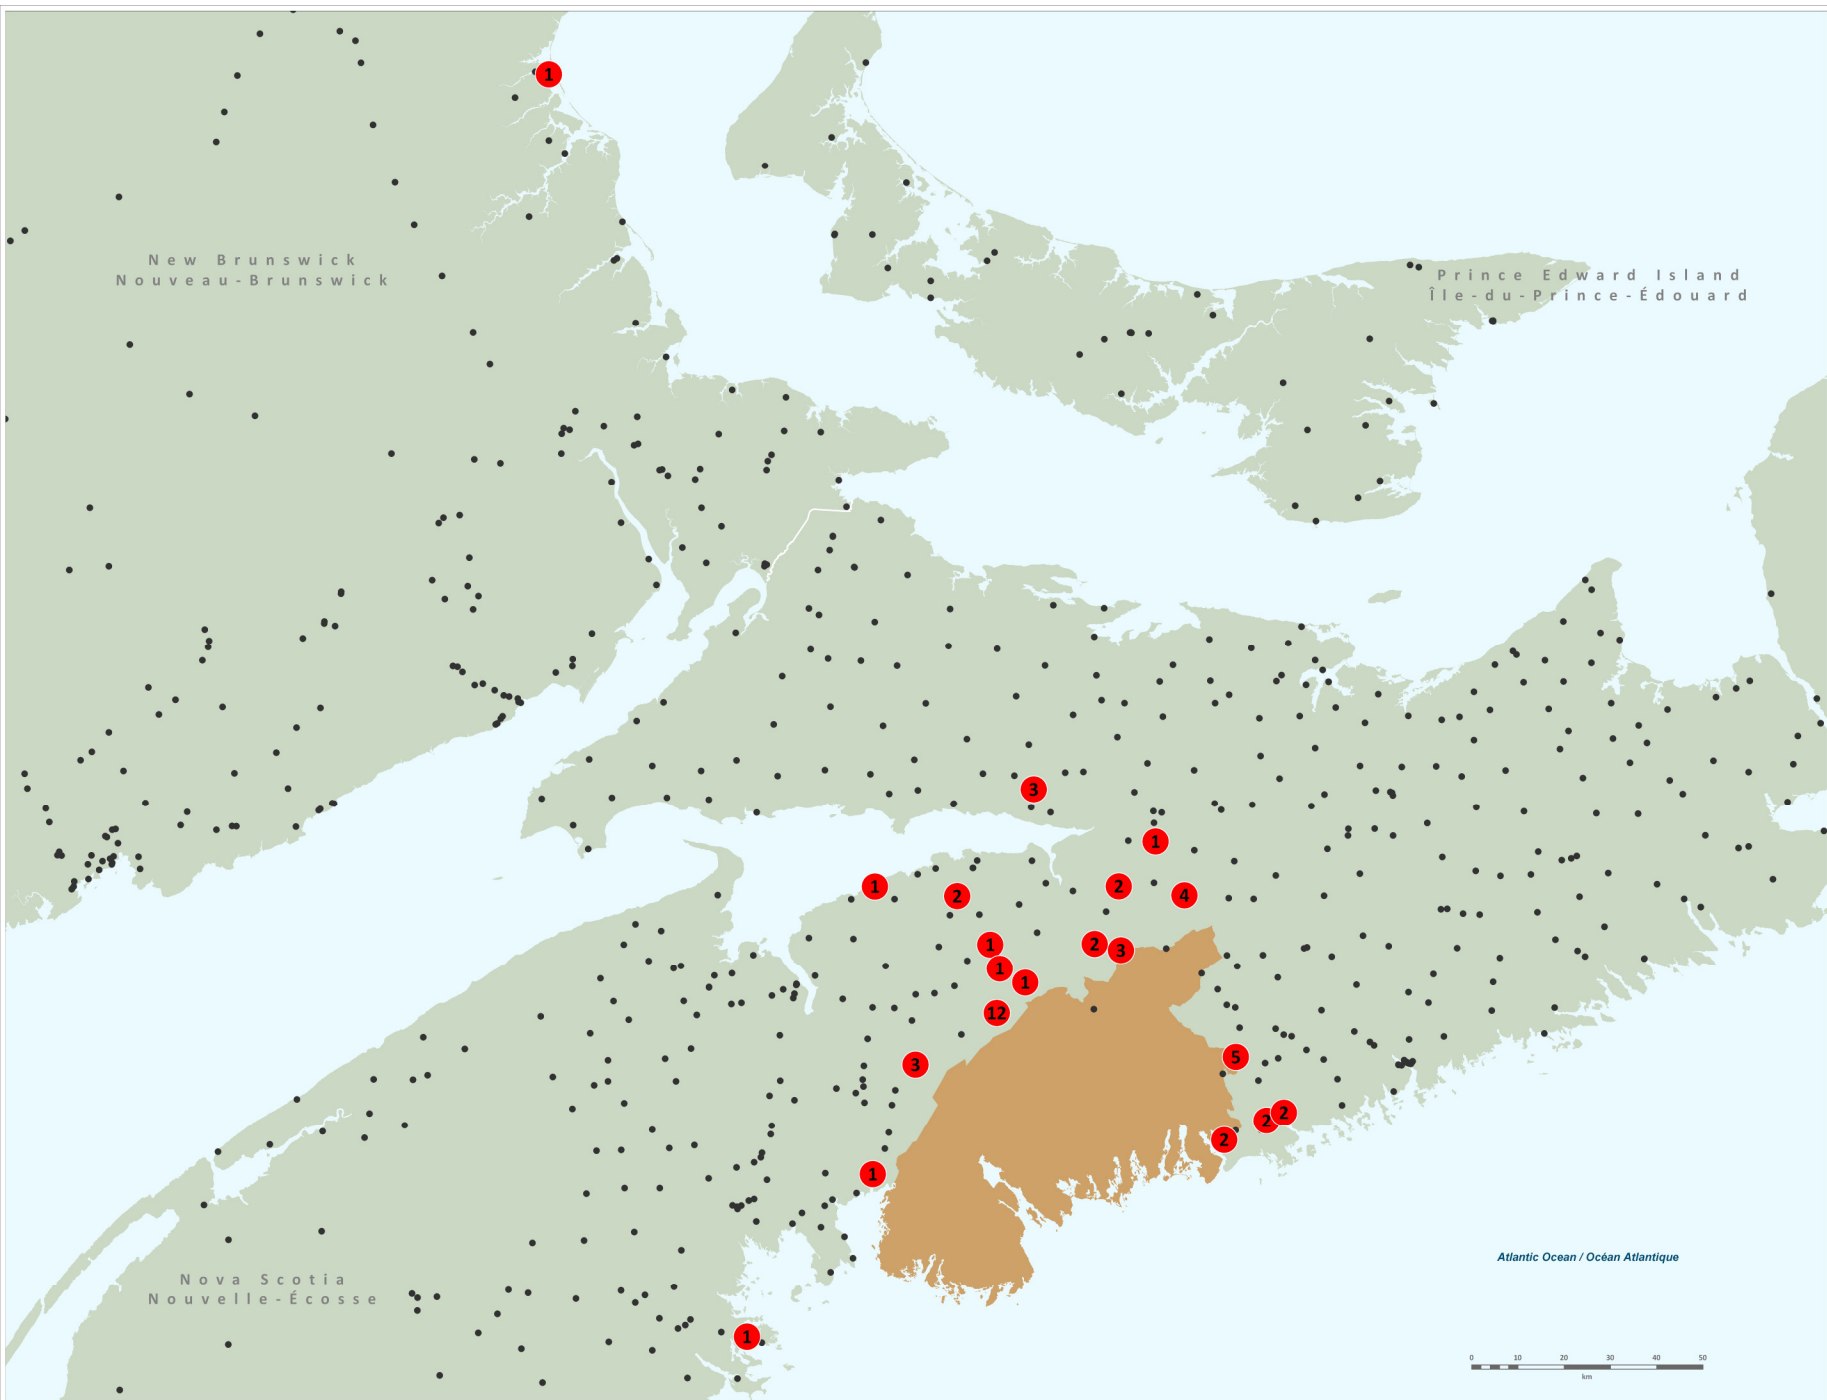 1
New Brunswick
Nouveau-Brunswick
Prince Edward Island
Île-du-Prince-Édouard
3
1
1
2
2
4
1
2
3
1
1
12
3
5
2
2
2
1
Atlantic Ocean / Océan Atlantique
Nova Scotia
Nouvelle-Écosse
1
0 10 20 30 40 50
km